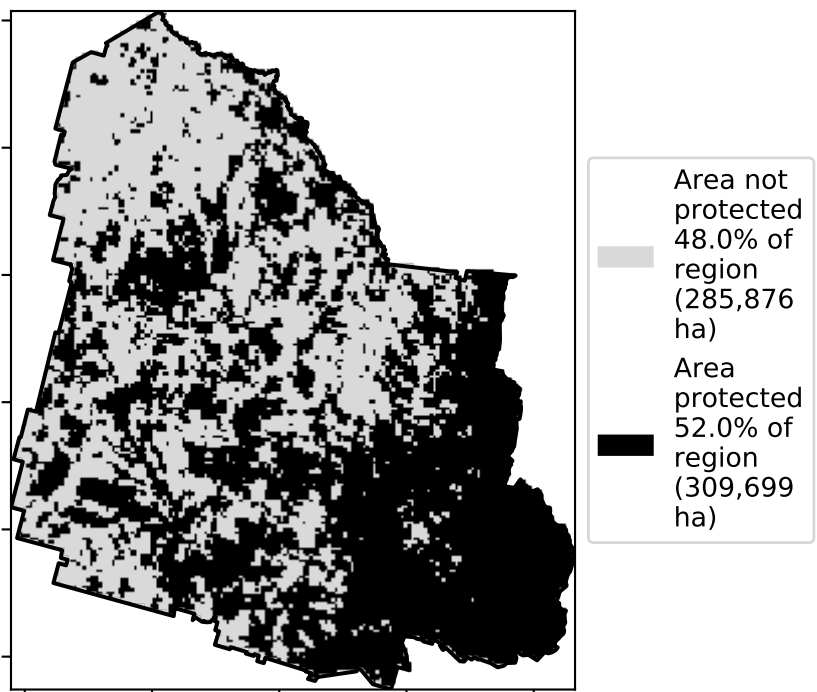 Area not
protected
48.0% of
region
(285,876
ha)
Area
protected
52.0% of
region
(309,699
ha)